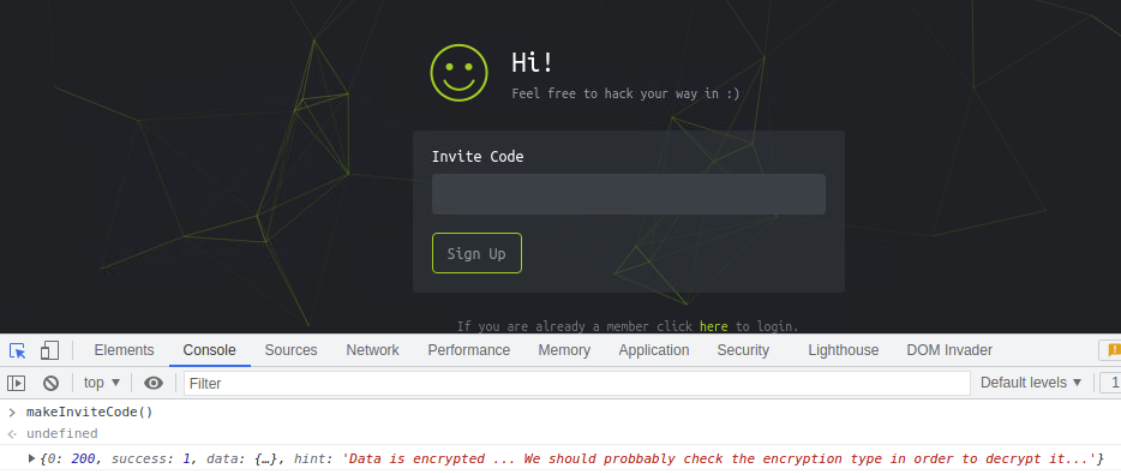 Hi!
Feel free to hack your way in :)
Invite Code
Sign Up
If you are already a member click here to login.
Elements Console Sources Network Performance Memory Application Security Lighthouse DOM Invader
top ▼ Filter Default levels ▼ 1
> makeInviteCode()
undefined
{0: 200, success: 1, data: {…}, hint: 'Data is encrypted ... We should probbably check the encryption type in order to decrypt it...'}